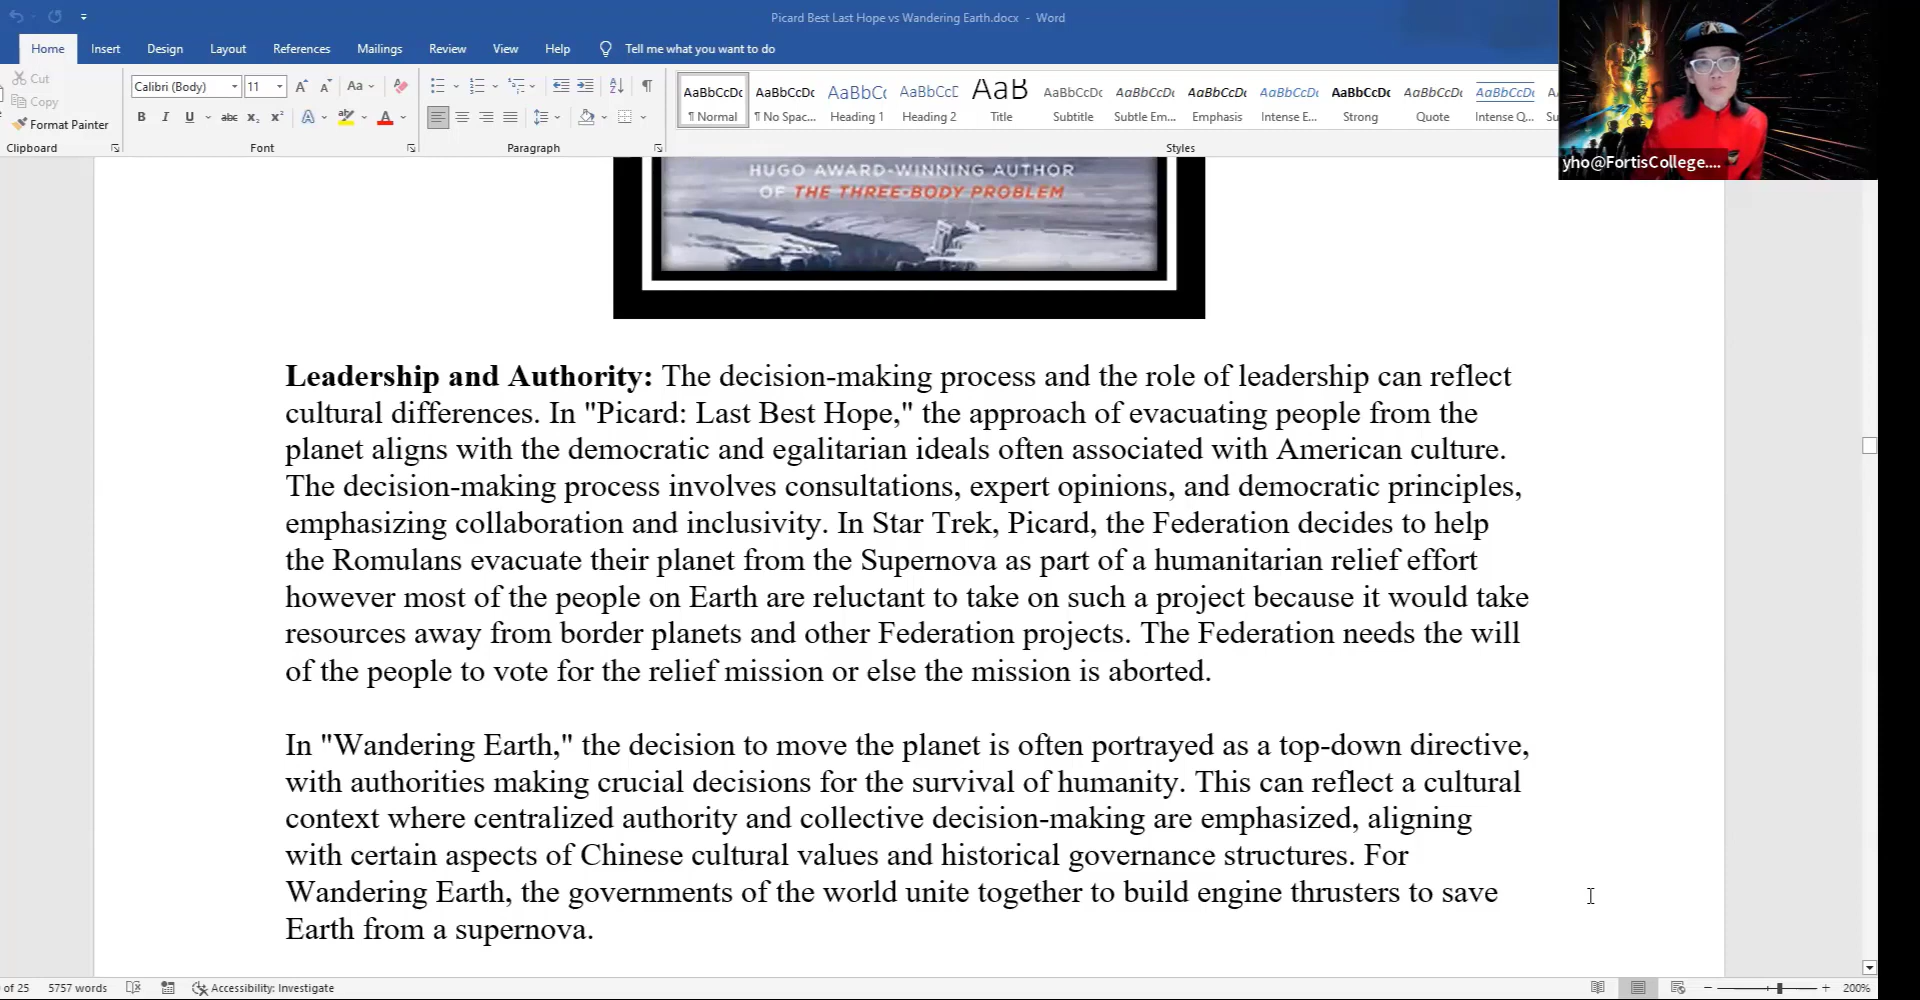 Picard Best Last Hope vs Wandering Earth.docx - Word
Home Insert Design Layout References Mailings Review View Help Tell me what you want to do
Cut
Copy
Format Painter
Clipboard
Calibri (Body) 11 Aa
B I U abc x₂ x² A A
Font
Paragraph
AaBbCcDc AaBbCcDc AaBbCc AaBbCcE AaB AaBbCcDc AaBbCcDc AaBbCcDc AaBbCcDc AaBbCcDc AaBbCcDc AaBbCcDc
¶ Normal ¶ No Spac... Heading 1 Heading 2 Title Subtitle Subtle Em... Emphasis Intense E... Strong Quote Intense Q...
Styles
yho@FortisCollege....
HUGO AWARD-WINNING AUTHOR
OF THE THREE-BODY PROBLEM
Leadership and Authority: The decision-making process and the role of leadership can reflect
cultural differences. In "Picard: Last Best Hope," the approach of evacuating people from the
planet aligns with the democratic and egalitarian ideals often associated with American culture.
The decision-making process involves consultations, expert opinions, and democratic principles,
emphasizing collaboration and inclusivity. In Star Trek, Picard, the Federation decides to help
the Romulans evacuate their planet from the Supernova as part of a humanitarian relief effort
however most of the people on Earth are reluctant to take on such a project because it would take
resources away from border planets and other Federation projects. The Federation needs the will
of the people to vote for the relief mission or else the mission is aborted.
In "Wandering Earth," the decision to move the planet is often portrayed as a top-down directive,
with authorities making crucial decisions for the survival of humanity. This can reflect a cultural
context where centralized authority and collective decision-making are emphasized, aligning
with certain aspects of Chinese cultural values and historical governance structures. For
Wandering Earth, the governments of the world unite together to build engine thrusters to save
Earth from a supernova.
of 25 5757 words Accessibility: Investigate 200%